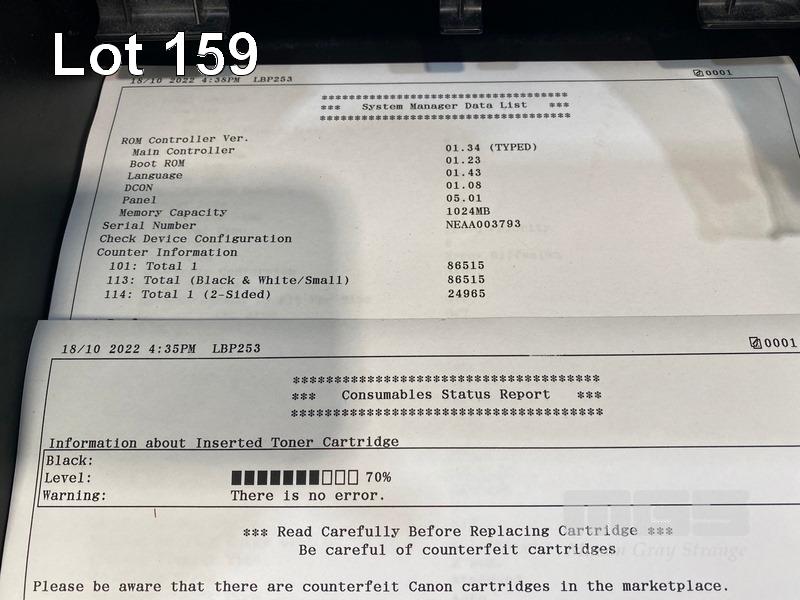 Lot 159
18/10 2022 4:38PM LBP253 0001
**********************************
*** System Manager Data List ***
**********************************
ROM Controller Ver.
Main Controller 01.34 (TYPED)
Boot ROM 01.23
Language 01.43
DCON 01.08
Panel 05.01
Memory Capacity 1024MB
Serial Number NEAA003793
Check Device Configuration
Counter Information
101: Total 1 86515
113: Total (Black & White/Small) 86515
114: Total 1 (2-Sided) 24965
18/10 2022 4:35PM LBP253 0001
************************************
*** Consumables Status Report ***
************************************
Information about Inserted Toner Cartridge
Black:
Level: 70%
Warning: There is no error.
*** Read Carefully Before Replacing Cartridge ***
Be careful of counterfeit cartridges
MGS
Gray Strange
Please be aware that there are counterfeit Canon cartridges in the marketplace.